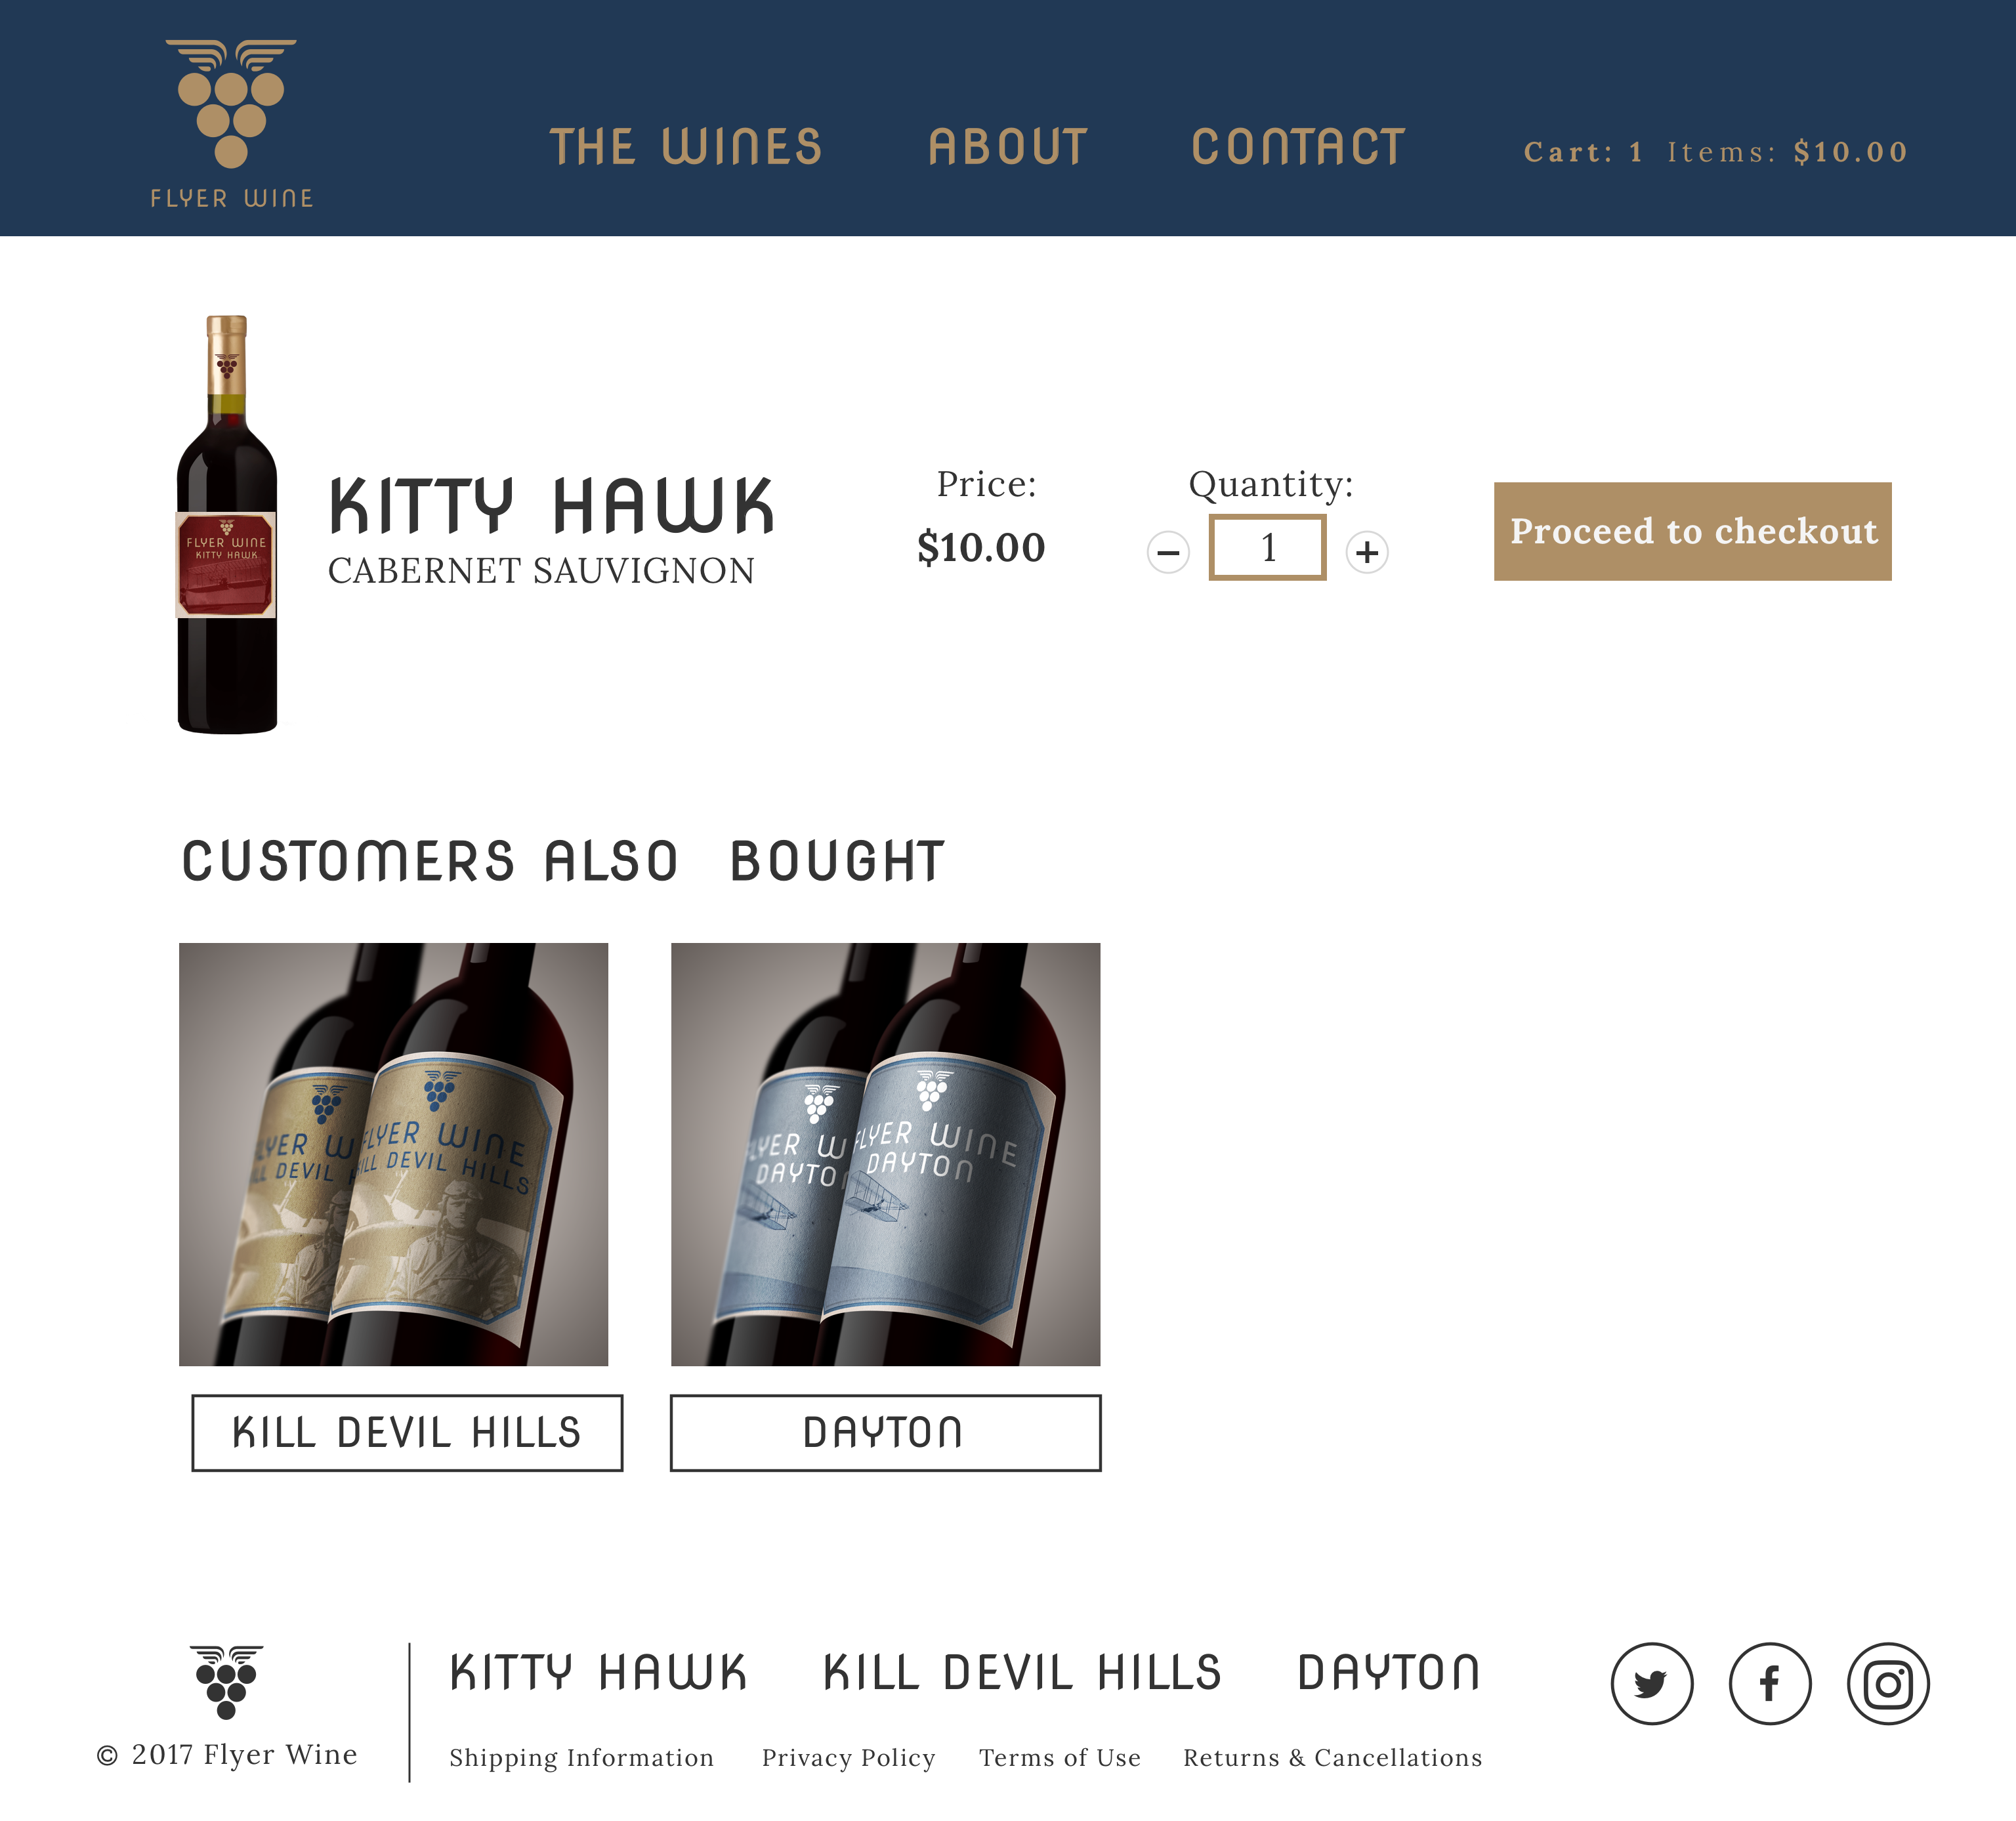 THE WINES ABOUT CONTACT Cart: 1 Items: $10.00
FLYER WINE
KITTY HAWK
CABERNET SAUVIGNON
Price:
$10.00
Quantity:
− 1 +
Proceed to checkout
FLYER WINE
KITTY HAWK
CUSTOMERS ALSO BOUGHT
FLYER WINE
KILL DEVIL HILLS
FLYER WINE
DAYTON
DAYTON
KILL DEVIL HILLS
DAYTON
KITTY HAWK KILL DEVIL HILLS DAYTON
© 2017 Flyer Wine
Shipping Information Privacy Policy Terms of Use Returns & Cancellations